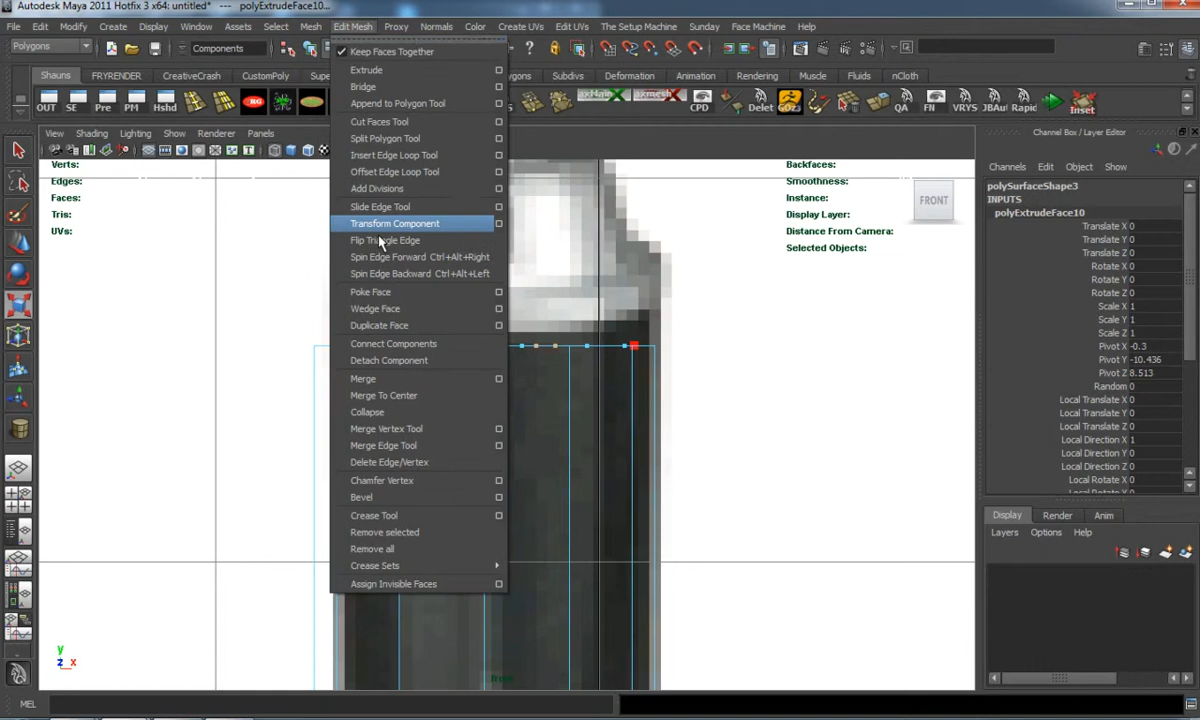 Autodesk Maya 2011 Hotfix 3 x64: untitled* --- polyExtrudeFace10...
File Edit Modify Create Display Window Assets Select Mesh Edit Mesh Proxy Normals Color Create UVs Edit UVs The Setup Machine Face Machine Help
Polygons Components
Shauns FRYRENDER CreativeCrash CustomPoly Subdivs Deformation Animation Rendering Muscle Fluids nCloth
OUT SE Pre PM Hshd CPD Delet GOz3 QA FN VRYS JBAut Rapic Inset
View Shading Lighting Show Renderer Panels
Verts:
Edges:
Faces:
Tris:
UVs:
Keep Faces Together
Extrude
Bridge
Append to Polygon Tool
Cut Faces Tool
Split Polygon Tool
Insert Edge Loop Tool
Offset Edge Loop Tool
Add Divisions
Slide Edge Tool
Transform Component
Flip Triangle Edge
Spin Edge Forward Ctrl+Alt+Right
Spin Edge Backward Ctrl+Alt+Left
Poke Face
Wedge Face
Duplicate Face
Connect Components
Detach Component
Merge
Merge To Center
Collapse
Merge Vertex Tool
Merge Edge Tool
Delete Edge/Vertex
Chamfer Vertex
Bevel
Crease Tool
Remove selected
Remove all
Crease Sets
Assign Invisible Faces
Backfaces:
Smoothness:
Instance:
Display Layer:
Distance From Camera:
Selected Objects:
FRONT
y
z x
front
Channel Box / Layer Editor
Channels Edit Object Show
polySurfaceShape3
INPUTS
polyExtrudeFace10
Translate X 0
Translate Y 0
Translate Z 0
Rotate X 0
Rotate Y 0
Rotate Z 0
Scale X 1
Scale Y 1
Scale Z 1
Pivot X -0.3
Pivot Y -10.436
Pivot Z 8.513
Random 0
Local Translate X 0
Local Translate Y 0
Local Translate Z 0
Local Direction X 1
Local Direction Y 0
Local Direction Z 0
Local Rotate X 0
Display Render Anim
Layers Options Help
MEL